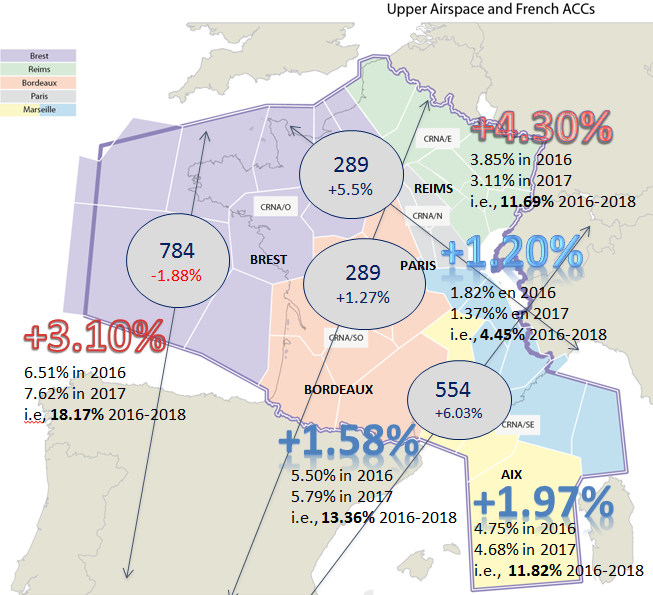 Upper Airspace and French ACCs
Brest
Reims
Bordeaux
Paris
Marseille
CRNA/E
+4.30%
3.85% in 2016
3.11% in 2017
i.e., 11.69% 2016-2018
289
+5.5%
REIMS
CRNA/O
CRNA/N
784
-1.88%
BREST
289
+1.27%
PARIS
+1.20%
1.82% en 2016
1.37%% en 2017
i.e., 4.45% 2016-2018
+3.10%
6.51% in 2016
7.62% in 2017
i.e, 18.17% 2016-2018
CRNA/SO
BORDEAUX
554
+6.03%
CRNA/SE
+1.58%
5.50% in 2016
5.79% in 2017
i.e., 13.36% 2016-2018
AIX
+1.97%
4.75% in 2016
4.68% in 2017
i.e., 11.82% 2016-2018